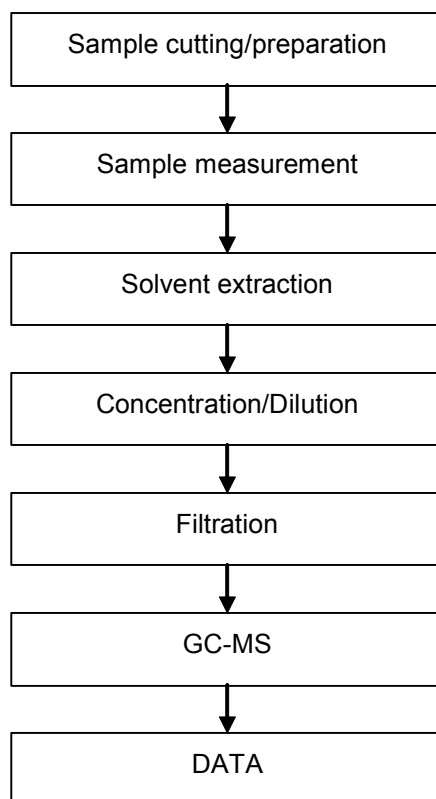 Sample cutting/preparation
Sample measurement
Solvent extraction
Concentration/Dilution
Filtration
GC-MS
DATA